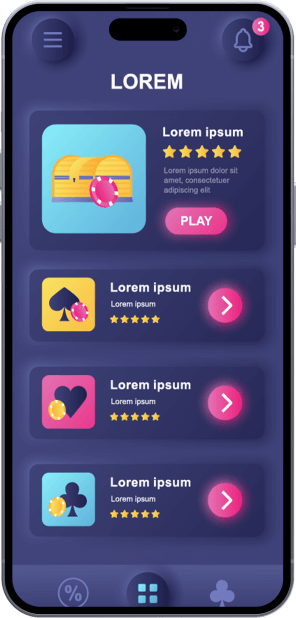 3
LOREM
Lorem ipsum
Lorem ipsum dolor sit
amet, consectetuer
adipiscing elit
PLAY
Lorem ipsum
Lorem ipsum
Lorem ipsum
Lorem ipsum
Lorem ipsum
Lorem ipsum
%